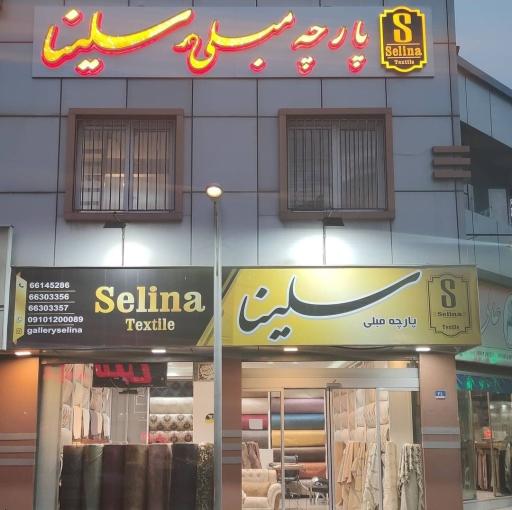 پارچه مبلی سلینا
S
Selina
Textile
66145286
66303356
66303357
09101200089
galleryselina
Selina
Textile
سلینا
پارچه مبلی
S
Selina
Textile